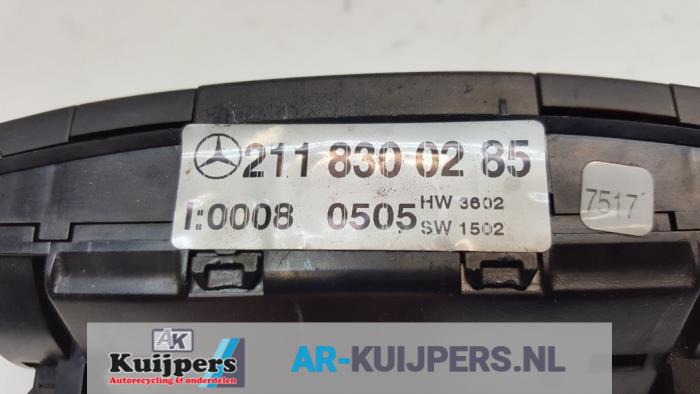 211 830 02 85
I:0008 0505 HW 3602
SW 1502
7517
AK
Kuijpers
Autorecycling & onderdelen
AR-KUIJPERS.NL